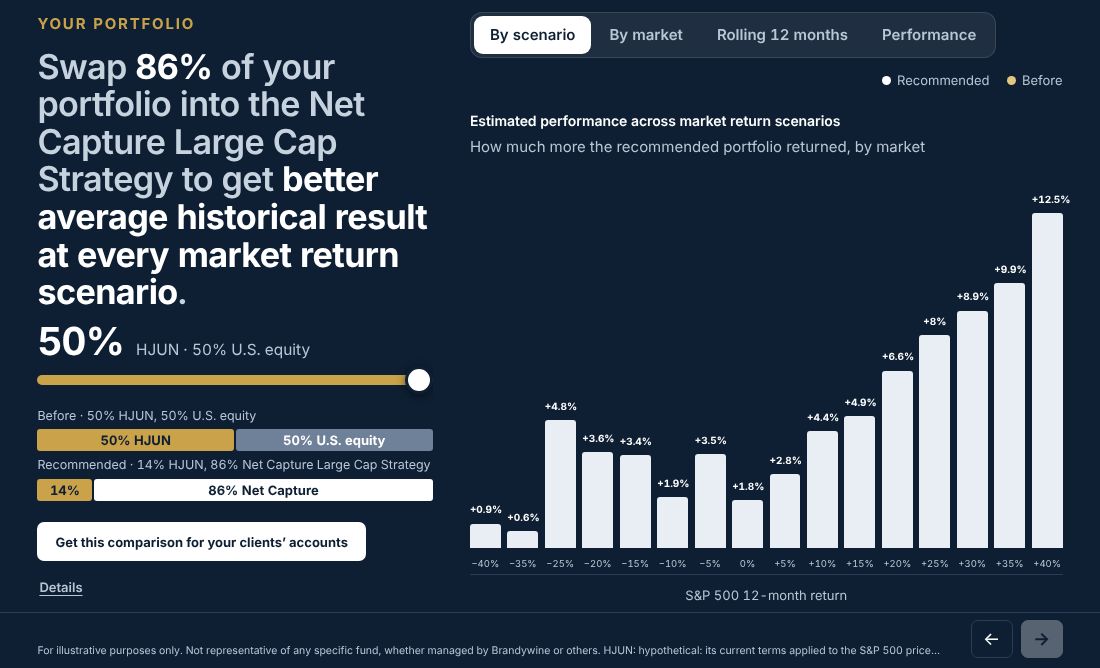 YOUR PORTFOLIO
Swap 86% of your
portfolio into the Net
Capture Large Cap
Strategy to get better
average historical result
at every market return
scenario.
50% HJUN · 50% U.S. equity
Before · 50% HJUN, 50% U.S. equity
50% HJUN 50% U.S. equity
Recommended · 14% HJUN, 86% Net Capture Large Cap Strategy
14% 86% Net Capture
Get this comparison for your clients’ accounts
Details
By scenario By market Rolling 12 months Performance
Recommended Before
Estimated performance across market return scenarios
How much more the recommended portfolio returned, by market
+0.9% +0.6% +4.8% +3.6% +3.4% +1.9% +3.5% +1.8% +2.8% +4.4% +4.9% +6.6% +8% +8.9% +9.9% +12.5%
−40% −35% −25% −20% −15% −10% −5% 0% +5% +10% +15% +20% +25% +30% +35% +40%
S&P 500 12-month return
For illustrative purposes only. Not representative of any specific fund, whether managed by Brandywine or others. HJUN: hypothetical: its current terms applied to the S&P 500 price…